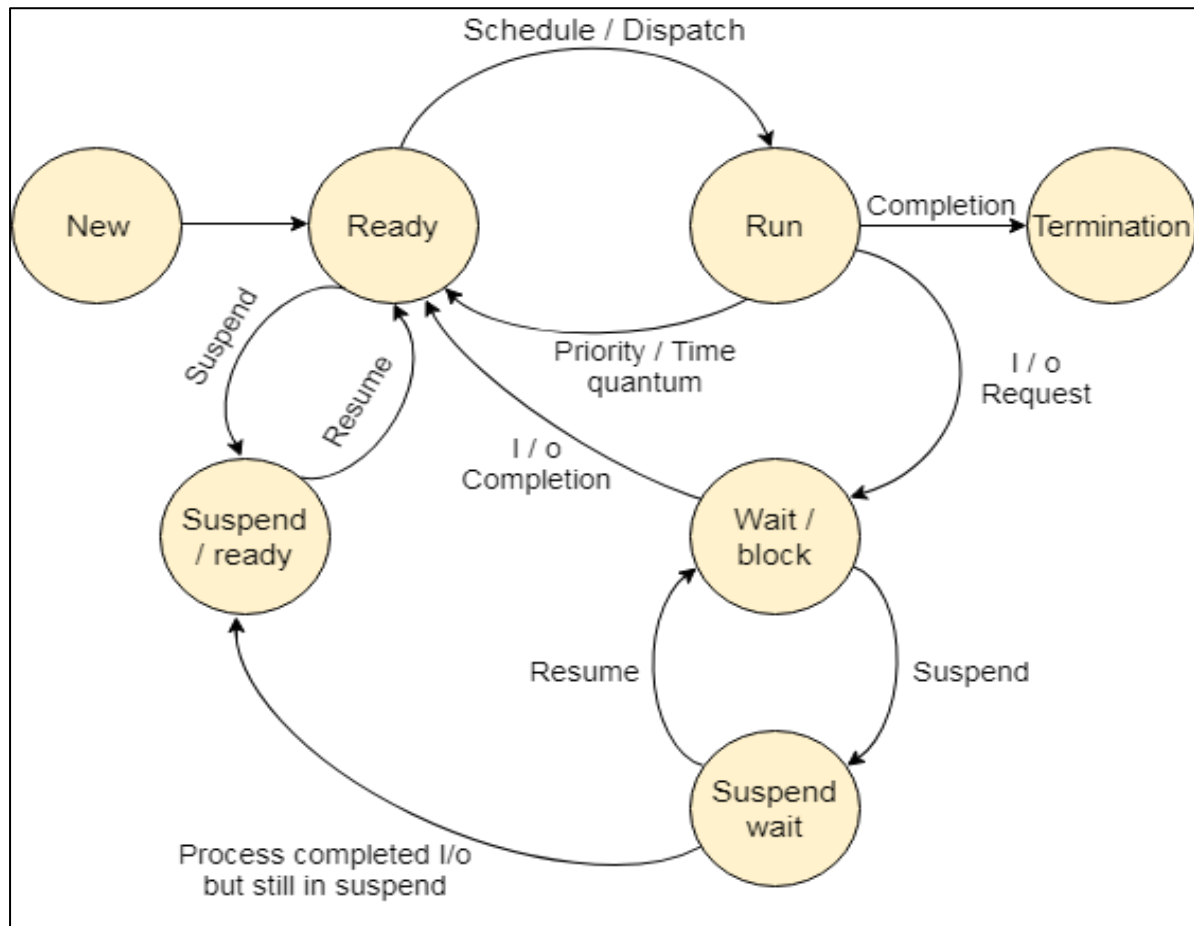 Schedule / Dispatch
New
Ready
Run
Completion
Termination
Suspend
Resume
Priority / Time
quantum
I / o
Request
I / o
Completion
Suspend
/ ready
Wait /
block
Resume
Suspend
Suspend
wait
Process completed I/o
but still in suspend